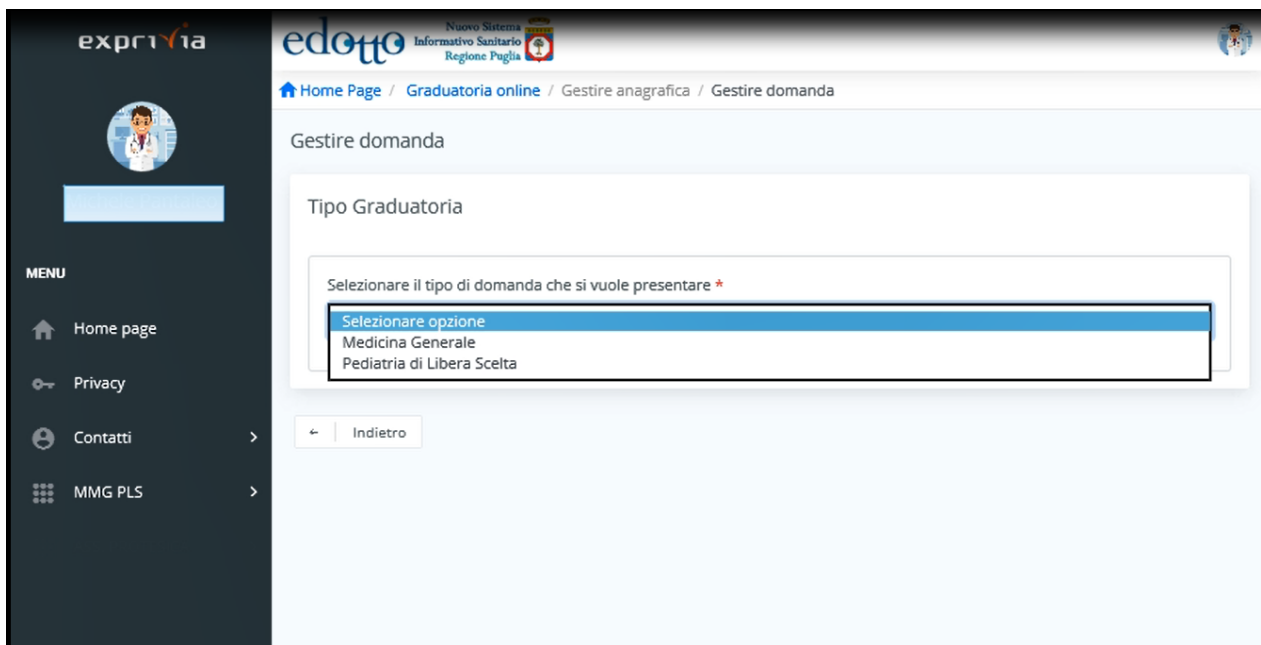 exprivia
edotto
Nuovo Sistema
Informativo Sanitario
Regione Puglia
Home Page / Graduatoria online / Gestire anagrafica / Gestire domanda
Gestire domanda
Tipo Graduatoria
Selezionare il tipo di domanda che si vuole presentare *
Selezionare opzione
Medicina Generale
Pediatria di Libera Scelta
← Indietro
MENU
Home page
Privacy
Contatti
MMG PLS